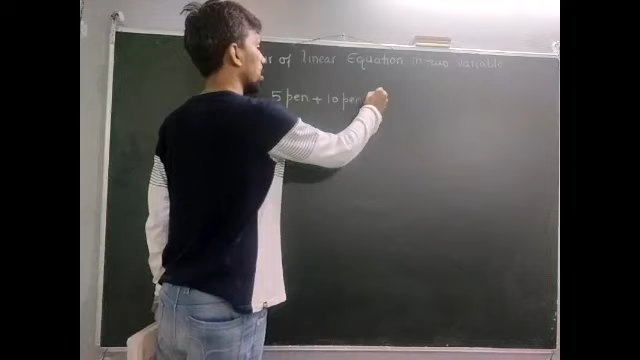 of linear Equation in two variable
5 pen + 10 pen